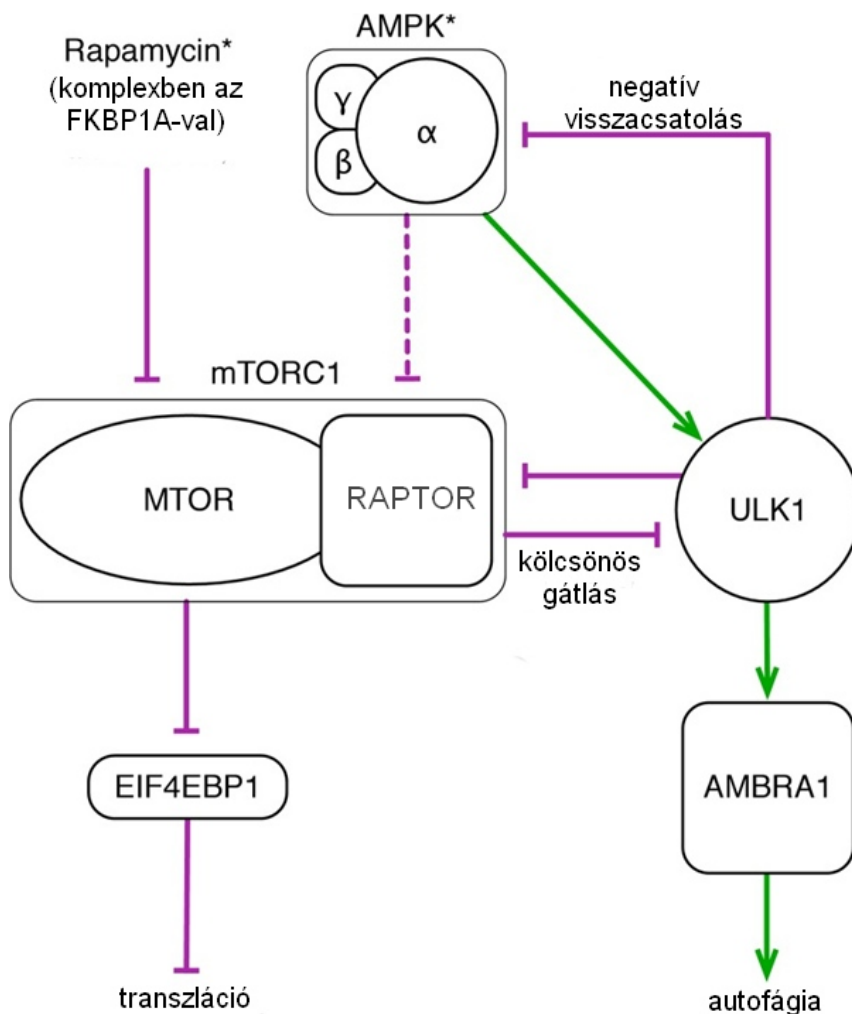 AMPK*
Rapamycin*
(komplexben az
FKBP1A-val)
γ
β
α
negatív
visszacsatolás
mTORC1
MTOR
RAPTOR
ULK1
kölcsönös
gátlás
EIF4EBP1
AMBRA1
transzláció
autofágia